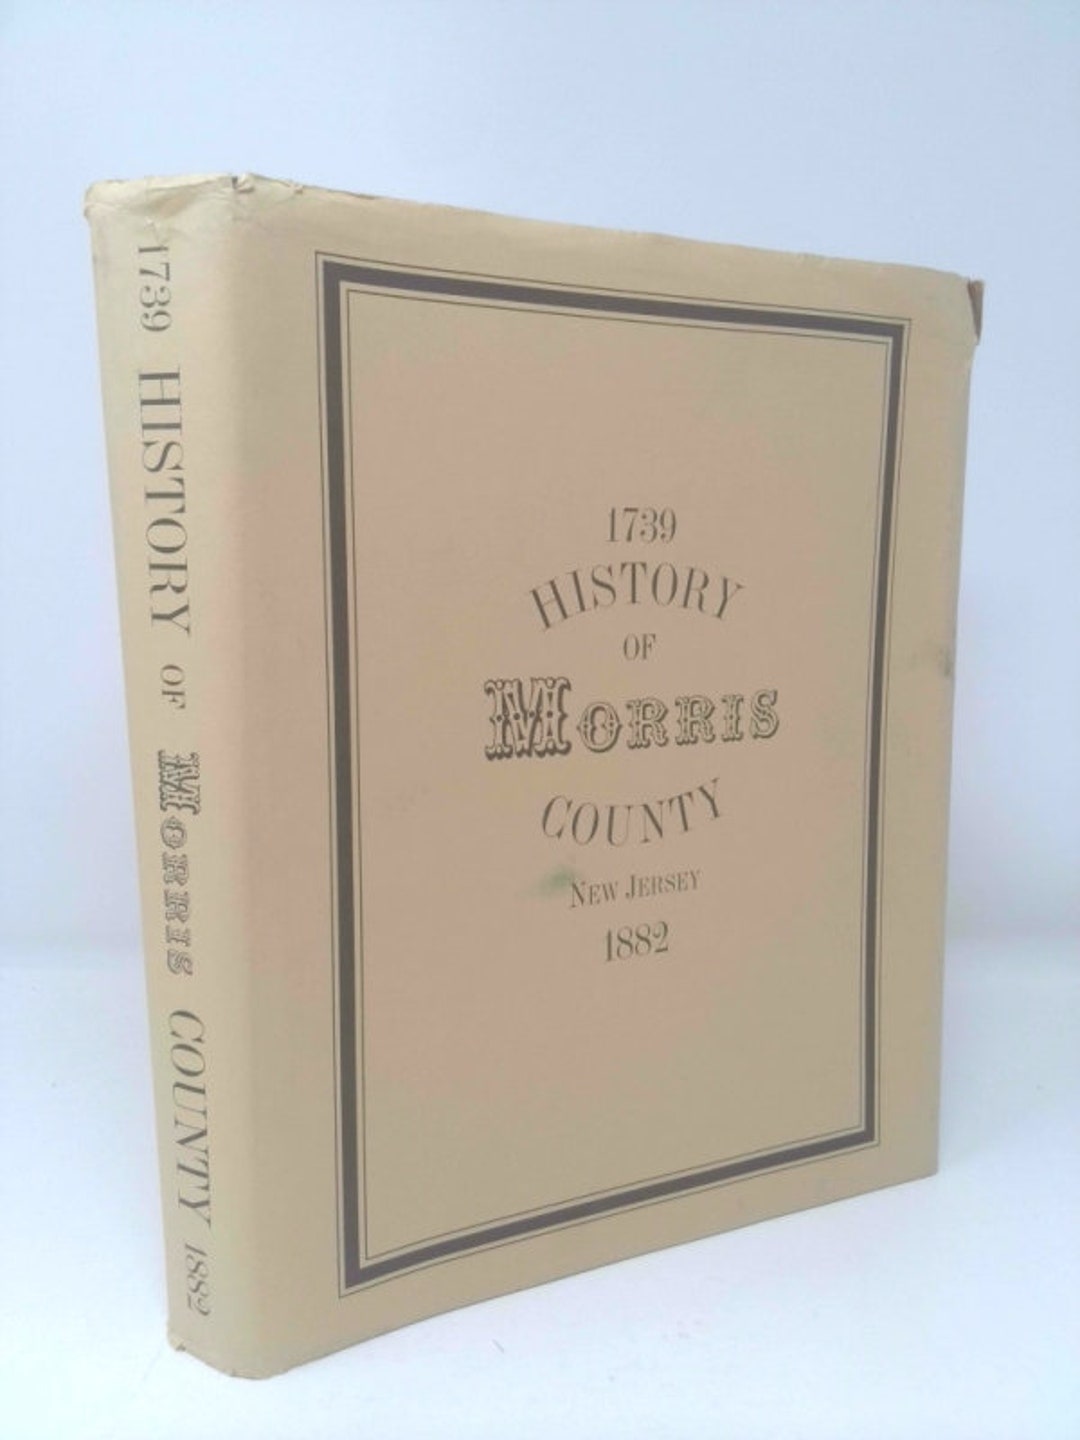 1739 HISTORY OF MORRIS COUNTY 1882
1739
HISTORY
OF
MORRIS
COUNTY
NEW JERSEY
1882